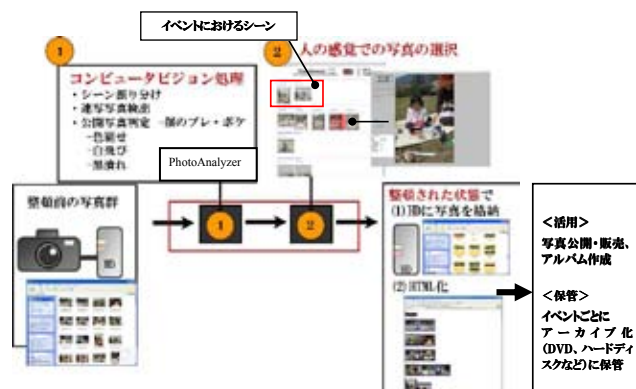 イベントにおけるシーン
1
2 人の感覚での写真の選択
コンピュータビジョン処理
・シーン振り分け
・連写写真検出
・公開写真判定 -顔のブレ・ボケ
-色褪せ
-白飛び
-黒潰れ
PhotoAnalyzer
整頓前の写真群
HD
1
2
整頓された状態で
(1)HDに写真を格納
HD
(2)HTML化
<活用>
写真公開・販売、
アルバム作成
<保管>
イベントごとに
アーカイブ化
(DVD、ハードディ
スクなど)に保管